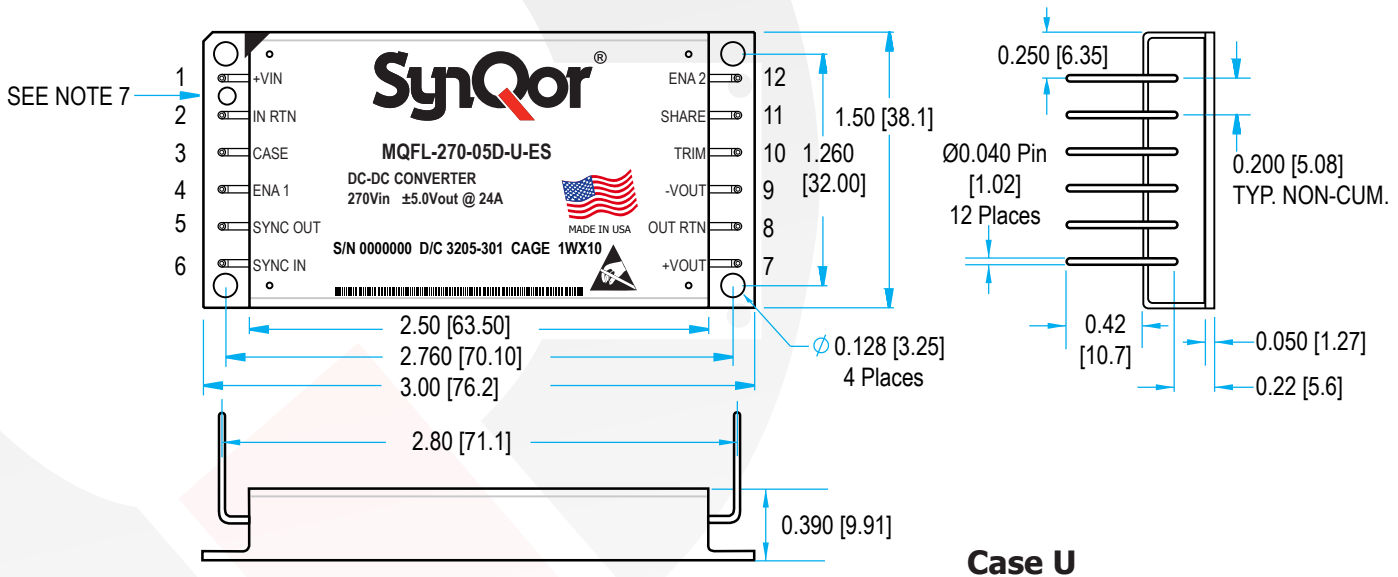 SynQor®
MQFL-270-05D-U-ES
DC-DC CONVERTER
270Vin ±5.0Vout @ 24A
MADE IN USA
S/N 0000000 D/C 3205-301 CAGE 1WX10
SEE NOTE 7
1 +VIN
2 IN RTN
3 CASE
4 ENA 1
5 SYNC OUT
6 SYNC IN
ENA 2 12
SHARE 11
TRIM 10
-VOUT 9
OUT RTN 8
+VOUT 7
1.260
[32.00]
1.50 [38.1]
2.50 [63.50]
2.760 [70.10]
3.00 [76.2]
Ø 0.128 [3.25]
4 Places
0.250 [6.35]
Ø0.040 Pin
[1.02]
12 Places
0.200 [5.08]
TYP. NON-CUM.
0.42
[10.7]
0.050 [1.27]
0.22 [5.6]
2.80 [71.1]
0.390 [9.91]
Case U